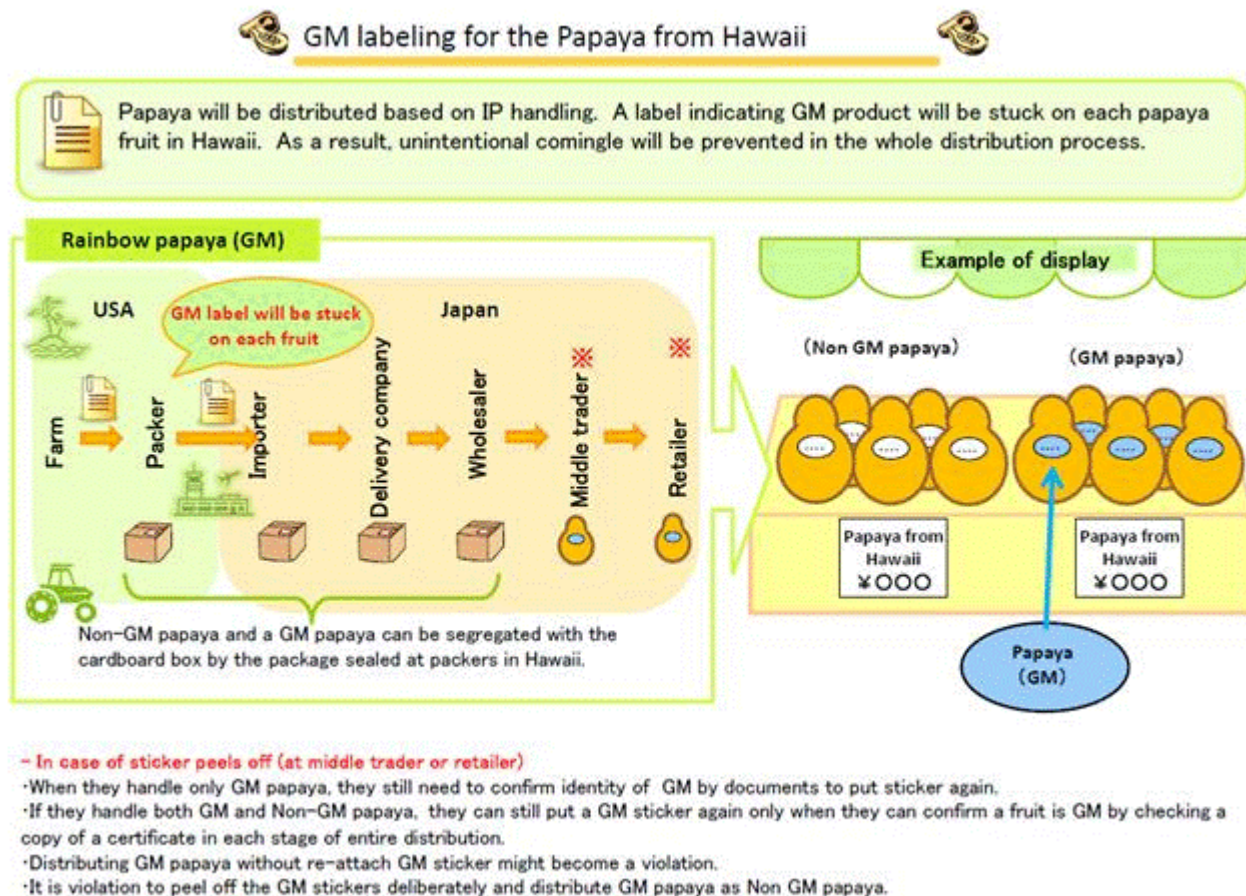 GM labeling for the Papaya from Hawaii
Papaya will be distributed based on IP handling. A label indicating GM product will be stuck on each papaya
fruit in Hawaii. As a result, unintentional comingle will be prevented in the whole distribution process.
Rainbow papaya (GM)
USA
GM label will be stuck
on each fruit
Japan
Farm
Packer
Importer
Delivery company
Wholesaler
Middle trader※
Retailer ※
Non-GM papaya and a GM papaya can be segregated with the
cardboard box by the package sealed at packers in Hawaii.
Example of display
(Non GM papaya)
(GM papaya)
Papaya from
Hawaii
¥〇〇〇
Papaya from
Hawaii
¥〇〇〇
Papaya
(GM)
- In case of sticker peels off (at middle trader or retailer)
・When they handle only GM papaya, they still need to confirm identity of GM by documents to put sticker again.
・If they handle both GM and Non-GM papaya, they can still put a GM sticker again only when they can confirm a fruit is GM by checking a
copy of a certificate in each stage of entire distribution.
・Distributing GM papaya without re-attach GM sticker might become a violation.
・It is violation to peel off the GM stickers deliberately and distribute GM papaya as Non GM papaya.